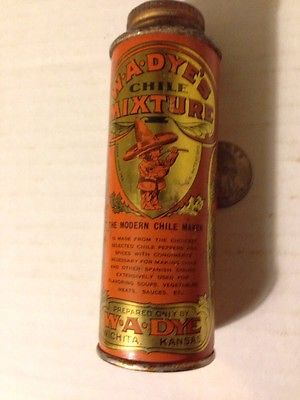 W·A·DYE'S
CHILE
MIXTURE
THE MODERN CHILE MAKER
IS MADE FROM THE CHOICEST
SELECTED CHILE PEPPERS AND
SPICES WITH CONDIMENTS
NECESSARY FOR MAKING CHILE
AND OTHER SPANISH DISHES
EXTENSIVELY USED FOR
FLAVORING SOUPS, VEGETABLES
MEATS, SAUCES, ETC.
PREPARED ONLY BY
W·A·DYE
WICHITA, KANSAS